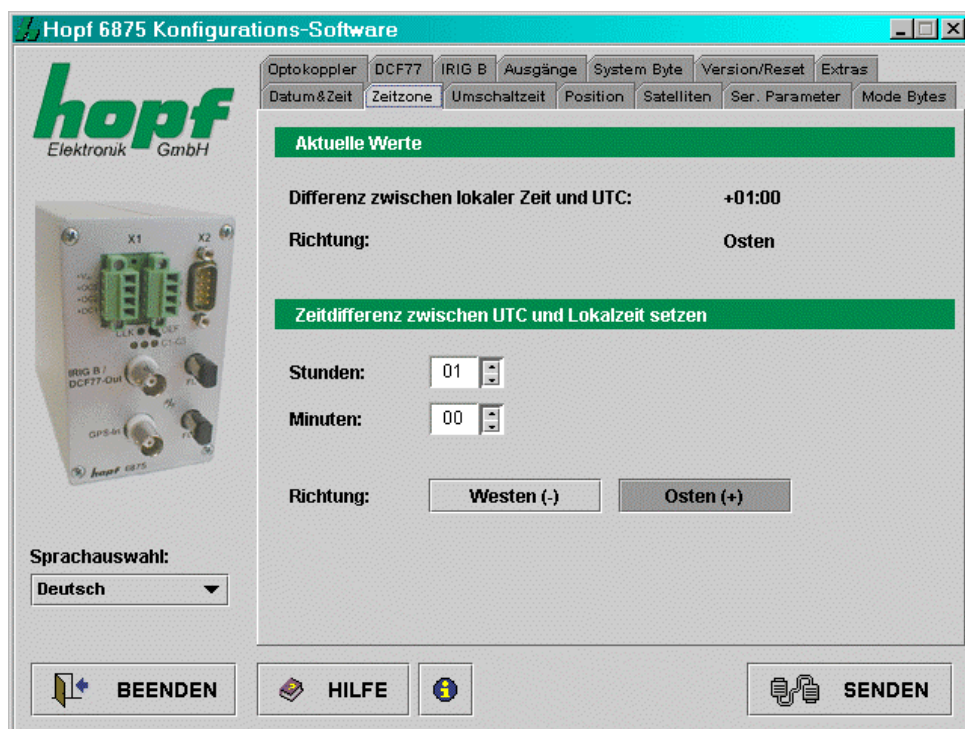 Hopf 6875 Konfigurations-Software
hopf
Elektronik GmbH
Optokoppler DCF77 IRIG B Ausgänge System Byte Version/Reset Extras
Datum&Zeit Zeitzone Umschaltzeit Position Satelliten Ser. Parameter Mode Bytes
Aktuelle Werte
Differenz zwischen lokaler Zeit und UTC: +01:00
Richtung: Osten
Zeitdifferenz zwischen UTC und Lokalzeit setzen
Stunden: 01
Minuten: 00
Richtung: Westen (-) Osten (+)
X1 X2
C1-C3
IRIG B /
DCF77-Out
GPS-In
hopf 6875
Sprachauswahl:
Deutsch
BEENDEN HILFE SENDEN